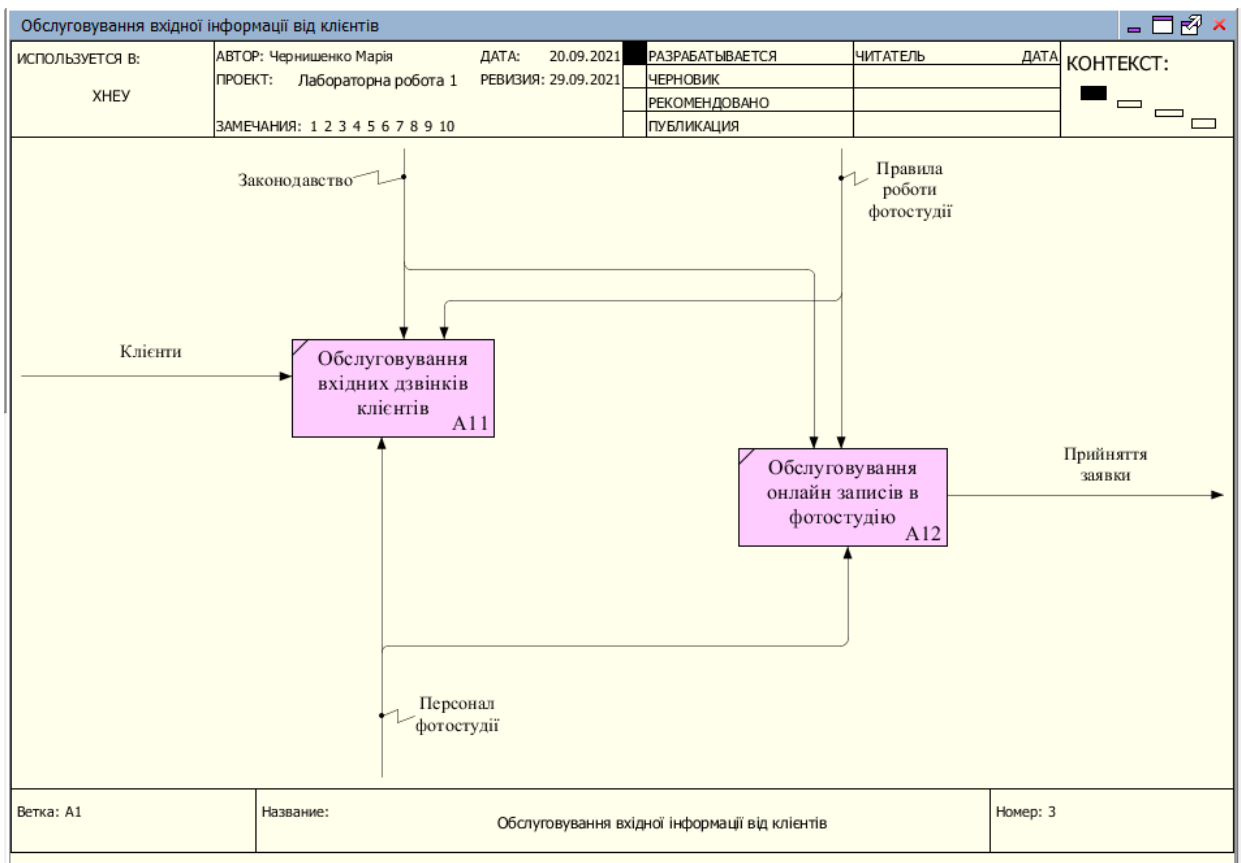 Обслуговування вхідної інформації від клієнтів
ИСПОЛЬЗУЕТСЯ В:
ХНЕУ
АВТОР: Чернишенко Марія
ДАТА: 20.09.2021
ПРОЕКТ: Лабораторна робота 1
РЕВИЗИЯ: 29.09.2021
ЗАМЕЧАНИЯ: 1 2 3 4 5 6 7 8 9 10
РАЗРАБАТЫВАЕТСЯ
ЧЕРНОВИК
РЕКОМЕНДОВАНО
ПУБЛИКАЦИЯ
ЧИТАТЕЛЬ
ДАТА
КОНТЕКСТ:
Законодавство
Правила
роботи
фотостудії
Клієнти
Обслуговування
вхідних дзвінків
клієнтів
A11
Обслуговування
онлайн записів в
фотостудію
A12
Прийняття
заявки
Персонал
фотостудії
Ветка: A1
Название:
Обслуговування вхідної інформації від клієнтів
Номер: 3